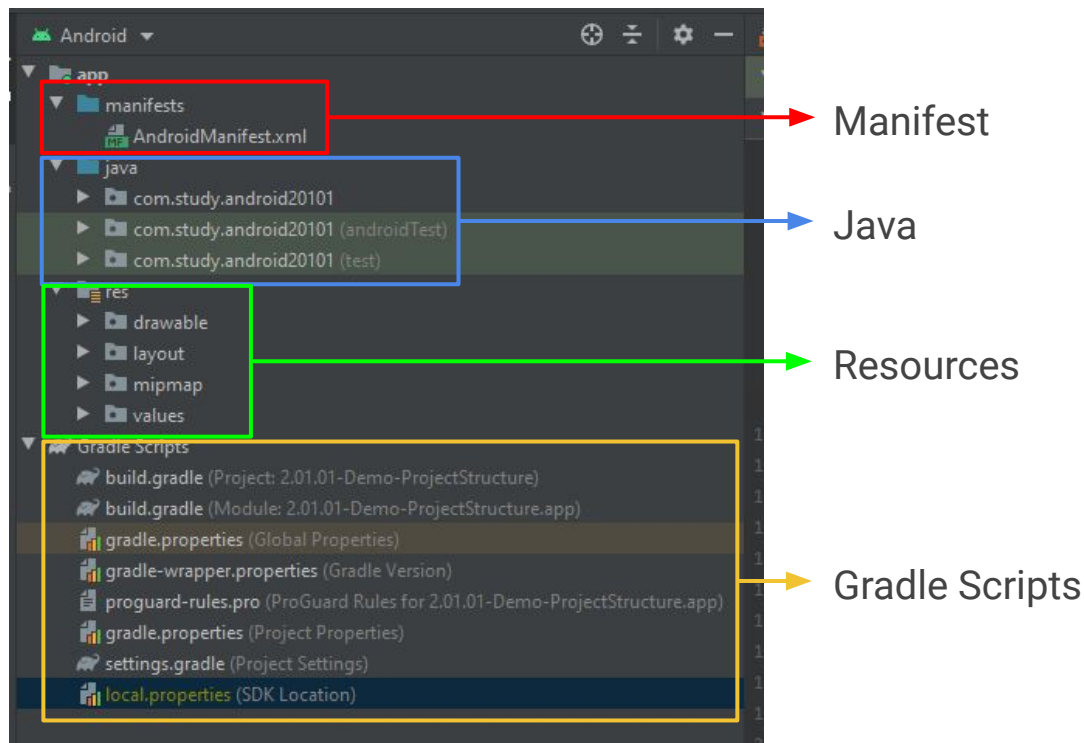 Android
app
manifests
AndroidManifest.xml
Manifest
java
com.study.android20101
com.study.android20101 (androidTest)
com.study.android20101 (test)
Java
res
drawable
layout
mipmap
values
Resources
Gradle Scripts
build.gradle (Project: 2.01.01-Demo-ProjectStructure)
build.gradle (Module: 2.01.01-Demo-ProjectStructure.app)
gradle.properties (Global Properties)
gradle-wrapper.properties (Gradle Version)
proguard-rules.pro (ProGuard Rules for 2.01.01-Demo-ProjectStructure.app)
gradle.properties (Project Properties)
settings.gradle (Project Settings)
local.properties (SDK Location)
Gradle Scripts